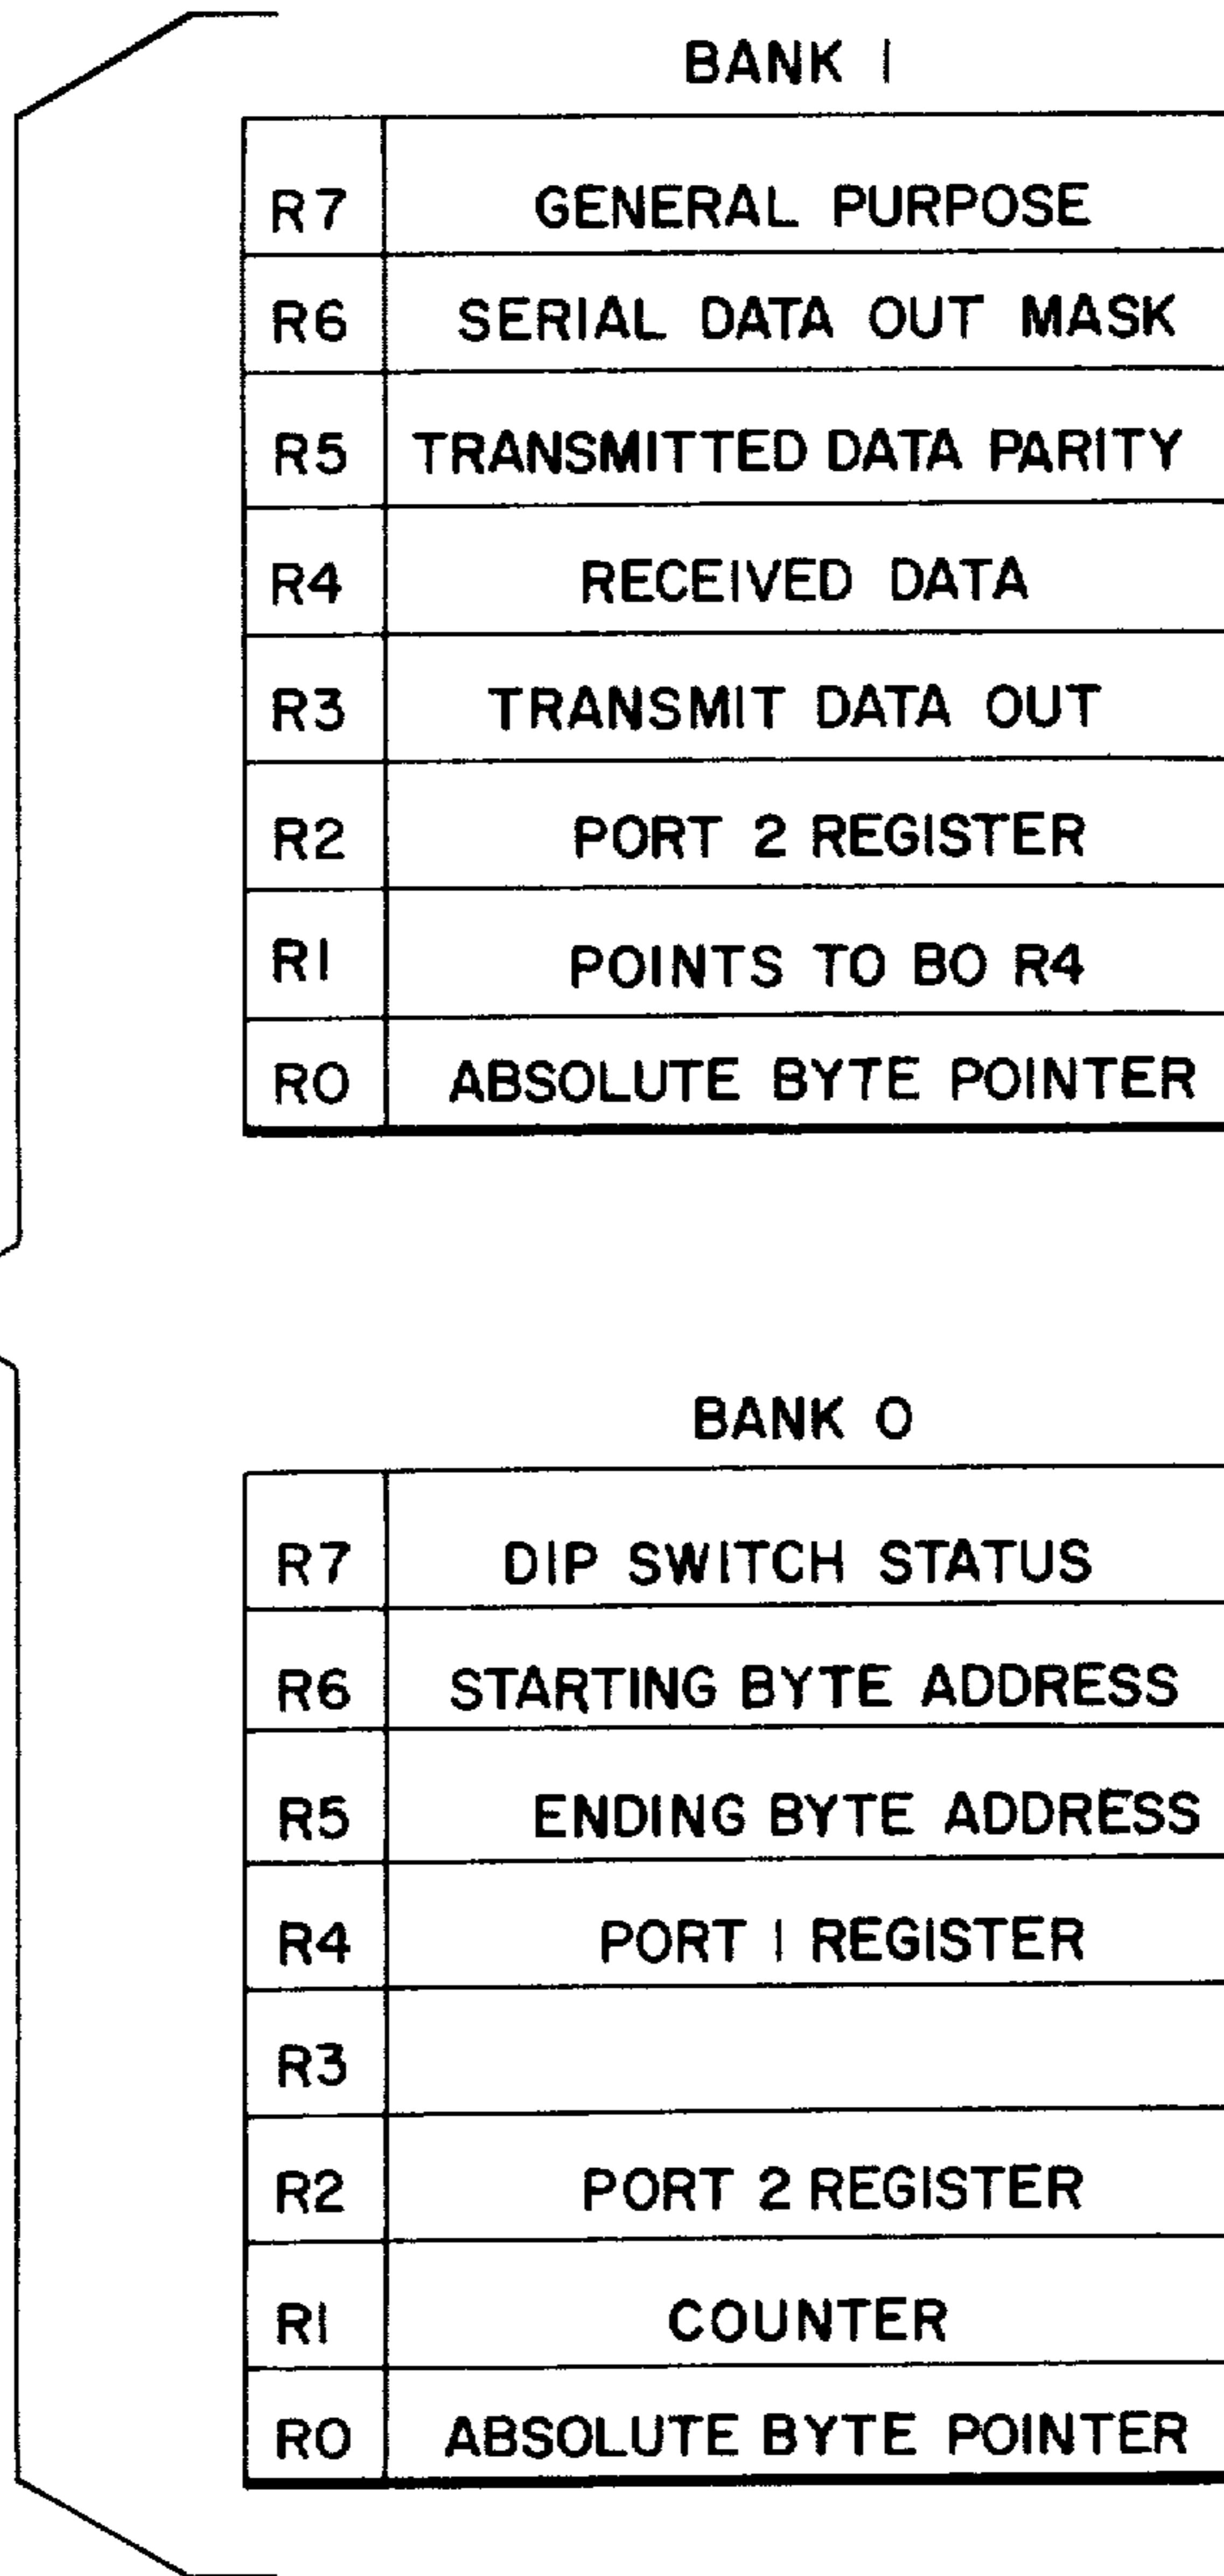 BANK 1
R7 GENERAL PURPOSE
R6 SERIAL DATA OUT MASK
R5 TRANSMITTED DATA PARITY
R4 RECEIVED DATA
R3 TRANSMIT DATA OUT
R2 PORT 2 REGISTER
R1 POINTS TO B0 R4
R0 ABSOLUTE BYTE POINTER
BANK 0
R7 DIP SWITCH STATUS
R6 STARTING BYTE ADDRESS
R5 ENDING BYTE ADDRESS
R4 PORT 1 REGISTER
R3
R2 PORT 2 REGISTER
R1 COUNTER
R0 ABSOLUTE BYTE POINTER